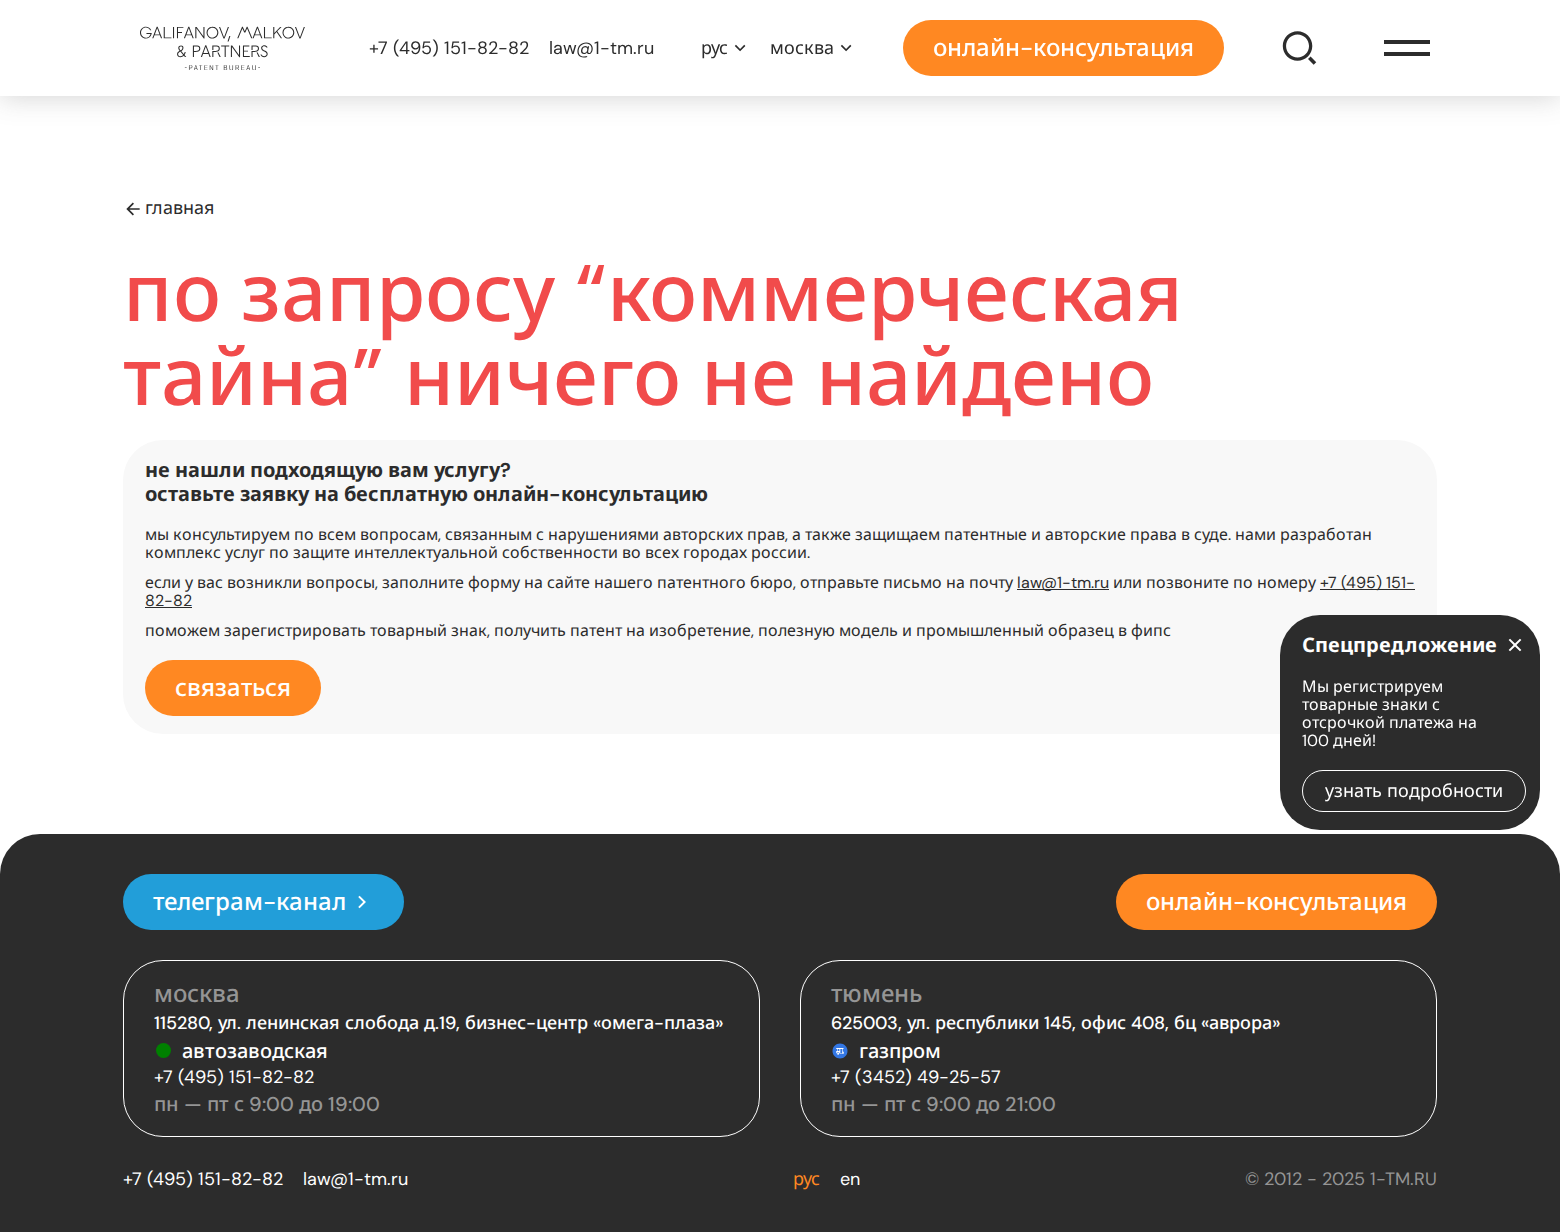 GALIFANOV, MALKOV
& PARTNERS
-PATENT BUREAU-
+7 (495) 151-82-82 law@1-tm.ru рус москва онлайн-консультация
главная
по запросу “коммерческая
тайна” ничего не найдено
не нашли подходящую вам услугу?
оставьте заявку на бесплатную онлайн-консультацию
мы консультируем по всем вопросам, связанным с нарушениями авторских прав, а также защищаем патентные и авторские права в суде. нами разработан
комплекс услуг по защите интеллектуальной собственности во всех городах россии.
если у вас возникли вопросы, заполните форму на сайте нашего патентного бюро, отправьте письмо на почту law@1-tm.ru или позвоните по номеру +7 (495) 151-
82-82
поможем зарегистрировать товарный знак, получить патент на изобретение, полезную модель и промышленный образец в фипс
связаться
Спецпредложение
Мы регистрируем
товарные знаки с
отсрочкой платежа на
100 дней!
узнать подробности
телеграм-канал
онлайн-консультация
москва
115280, ул. ленинская слобода д.19, бизнес-центр «омега-плаза»
автозаводская
+7 (495) 151-82-82
пн — пт с 9:00 до 19:00
тюмень
625003, ул. республики 145, офис 408, бц «аврора»
газпром
+7 (3452) 49-25-57
пн — пт с 9:00 до 21:00
+7 (495) 151-82-82 law@1-tm.ru рус en © 2012 - 2025 1-TM.RU